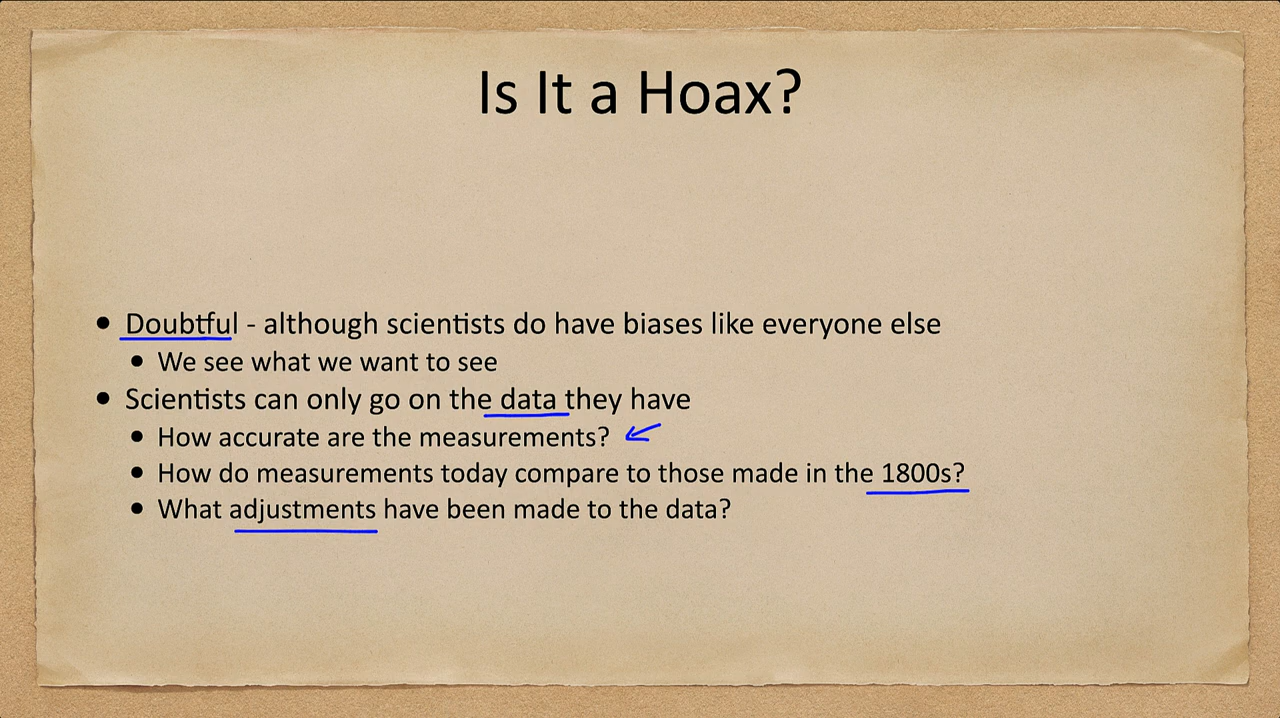 Is It a Hoax?
• Doubtful - although scientists do have biases like everyone else
• We see what we want to see
• Scientists can only go on the data they have
• How accurate are the measurements?
• How do measurements today compare to those made in the 1800s?
• What adjustments have been made to the data?